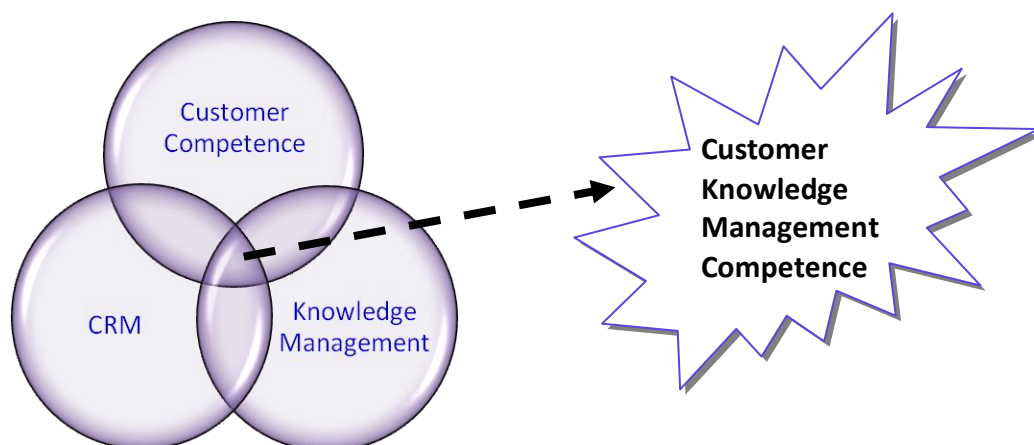 Customer
Competence
CRM
Knowledge
Management
Customer
Knowledge
Management
Competence